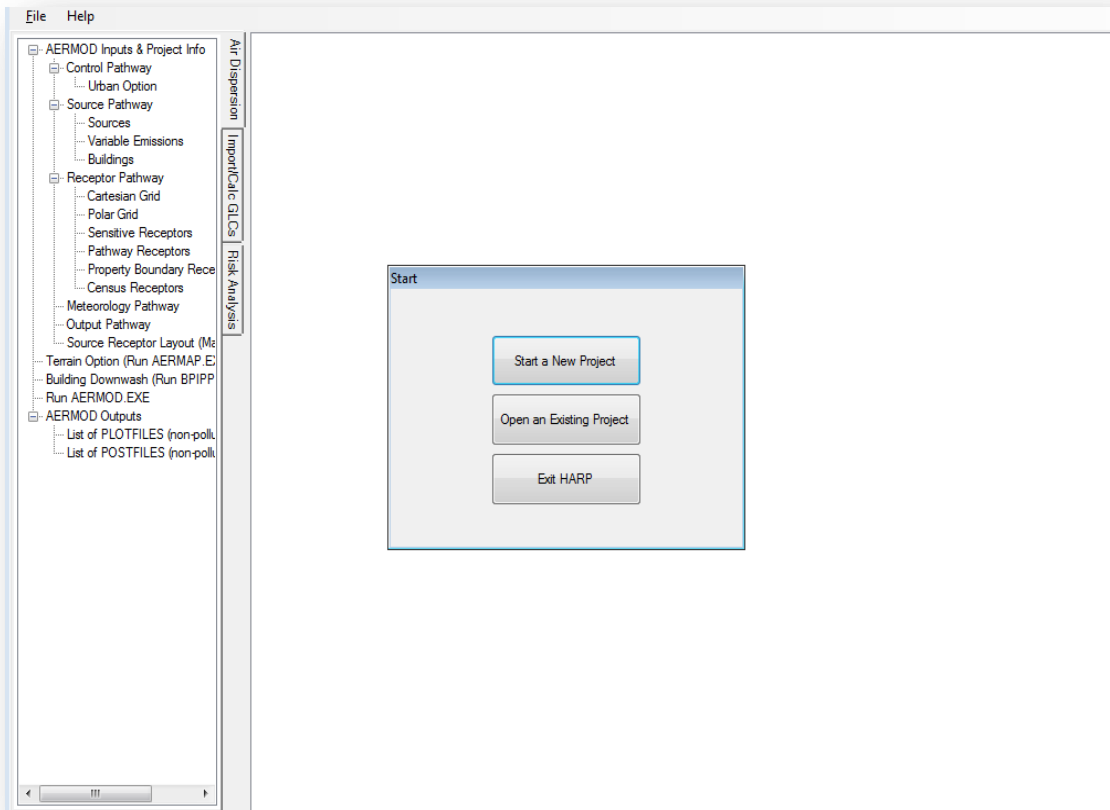 File Help
AERMOD Inputs & Project Info
Control Pathway
Urban Option
Source Pathway
Sources
Variable Emissions
Buildings
Receptor Pathway
Cartesian Grid
Polar Grid
Sensitive Receptors
Pathway Receptors
Property Boundary Rece
Census Receptors
Meteorology Pathway
Output Pathway
Source Receptor Layout (Ma
Terrain Option (Run AERMAP.E
Building Downwash (Run BPIPP
Run AERMOD.EXE
AERMOD Outputs
List of PLOTFILES (non-pollu
List of POSTFILES (non-pollu
Air Dispersion
Import/Calc GLCs
Risk Analysis
Start
Start a New Project
Open an Existing Project
Exit HARP